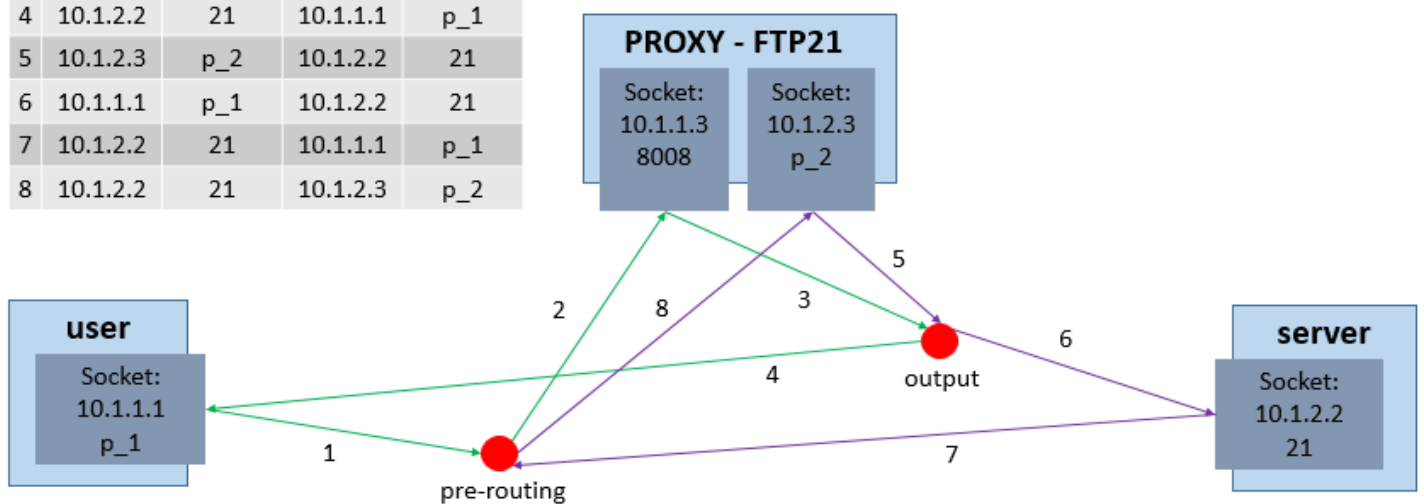 4 10.1.2.2 21 10.1.1.1 p_1
5 10.1.2.3 p_2 10.1.2.2 21
6 10.1.1.1 p_1 10.1.2.2 21
7 10.1.2.2 21 10.1.1.1 p_1
8 10.1.2.2 21 10.1.2.3 p_2
PROXY - FTP21
Socket:
10.1.1.3
8008
Socket:
10.1.2.3
p_2
2
8
3
5
6
4
output
user
Socket:
10.1.1.1
p_1
1
pre-routing
7
server
Socket:
10.1.2.2
21